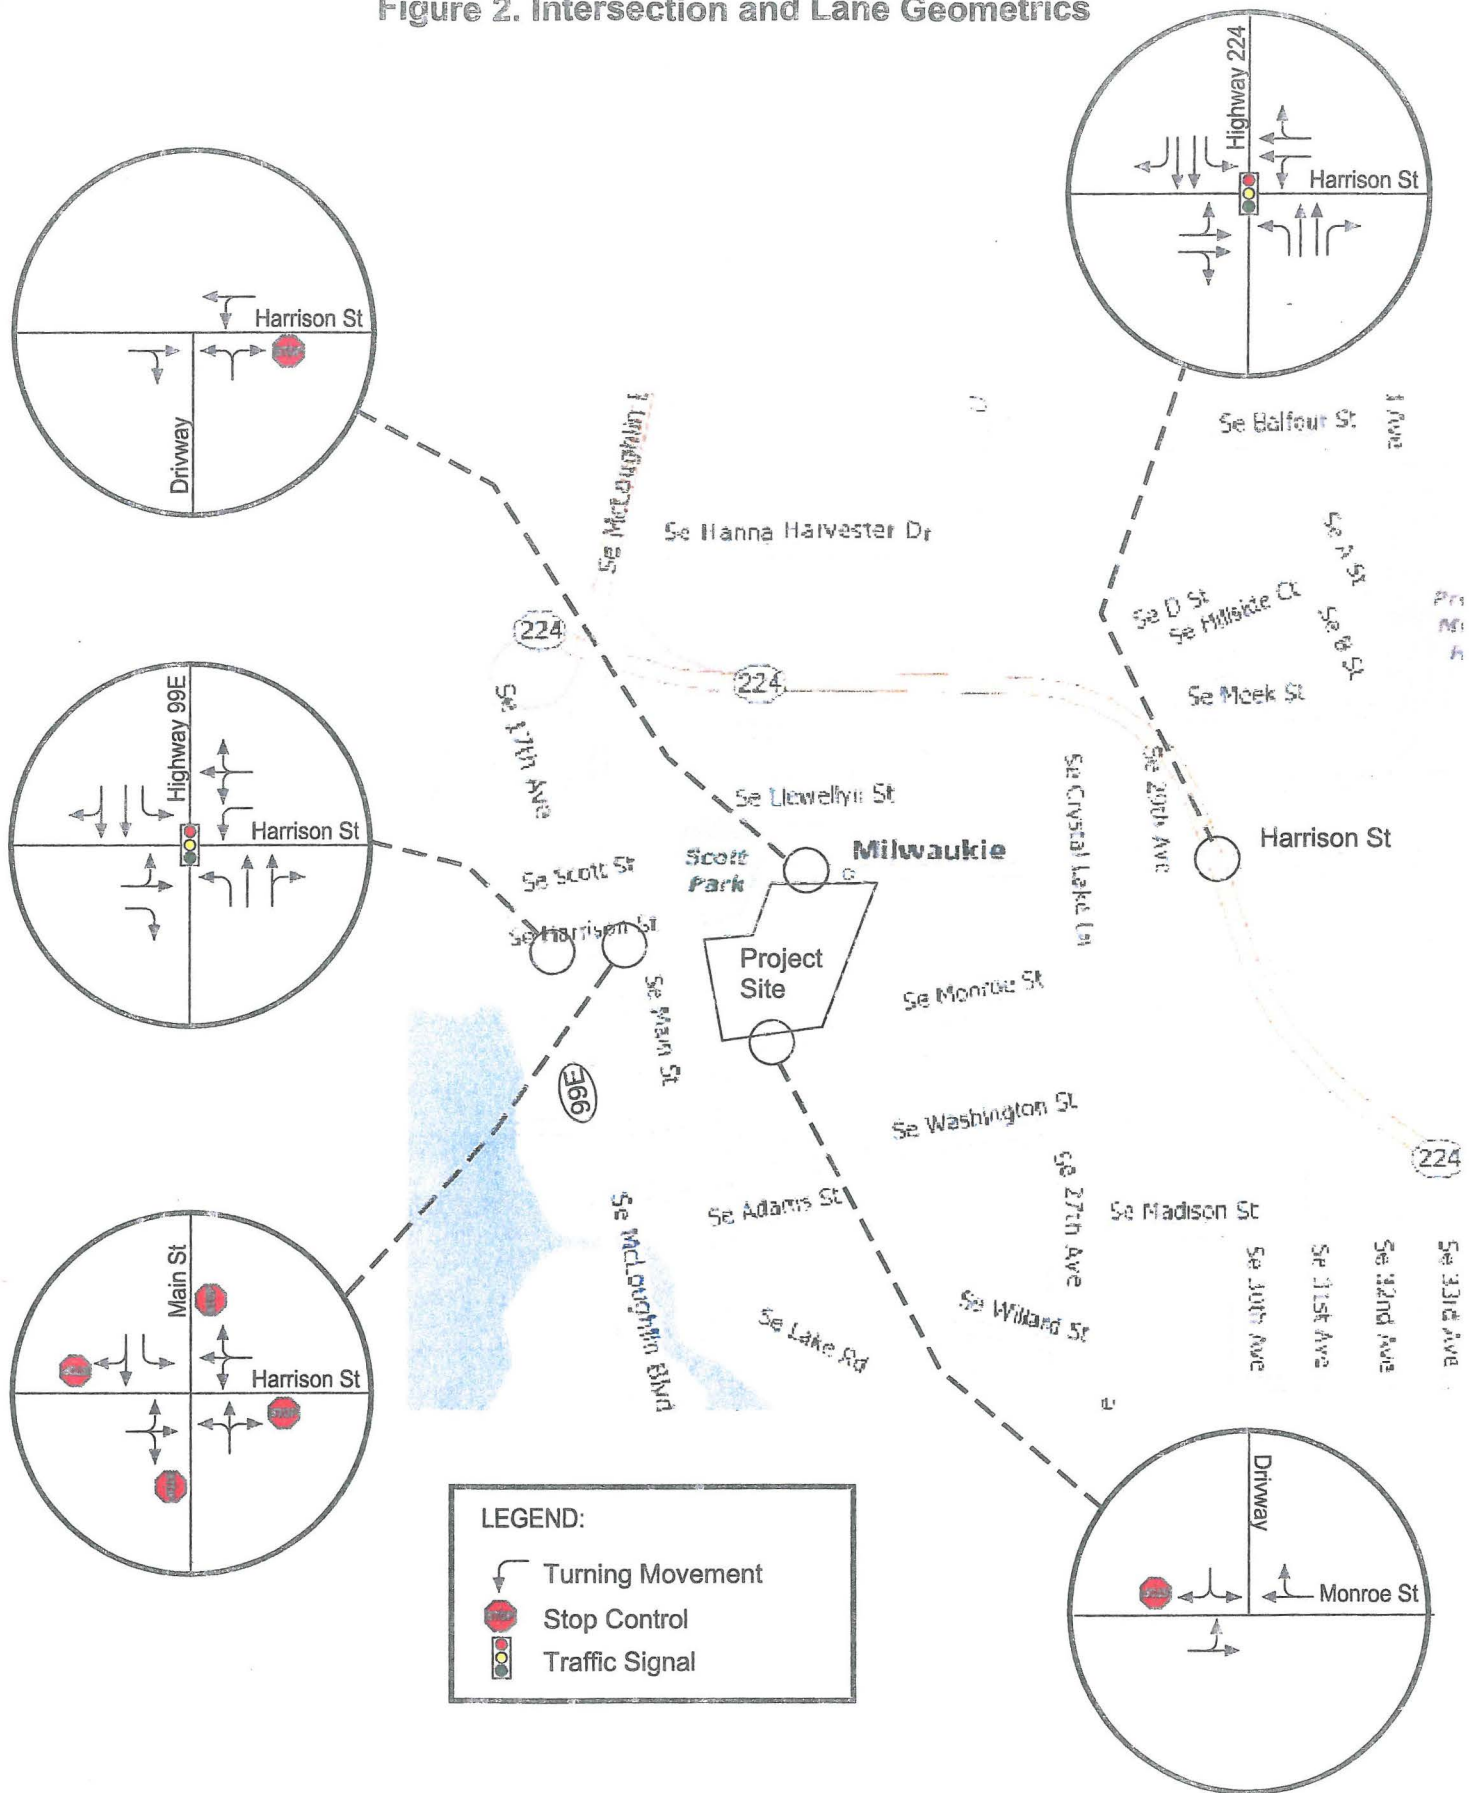 Figure 2. Intersection and Lane Geometrics
Highway 224
Harrison St
Harrison St
Drivway
Se Balfour St
Se Hanna Harvester Dr
Se D St
Se Hillside Ct
Se A St
Se B St
224
224
Se Meek St
Highway 99E
Harrison St
Se 17th Ave
Se Llewellyn St
Se Crystal Lake Ln
Se 29th Ave
Harrison St
Milwaukie
Scott
Park
Se Scott St
Se Harrison St
Project
Site
Se Monroe St
Se Main St
99E
Se Washington St
224
Se Adams St
Se 27th Ave
Se Madison St
Main St
Harrison St
Se McLoughlin Blvd
Se Lake Rd
Se Willard St
Se 30th Ave
Se 31st Ave
Se 32nd Ave
Se 33rd Ave
Drivway
Monroe St
LEGEND:
Turning Movement
Stop Control
Traffic Signal